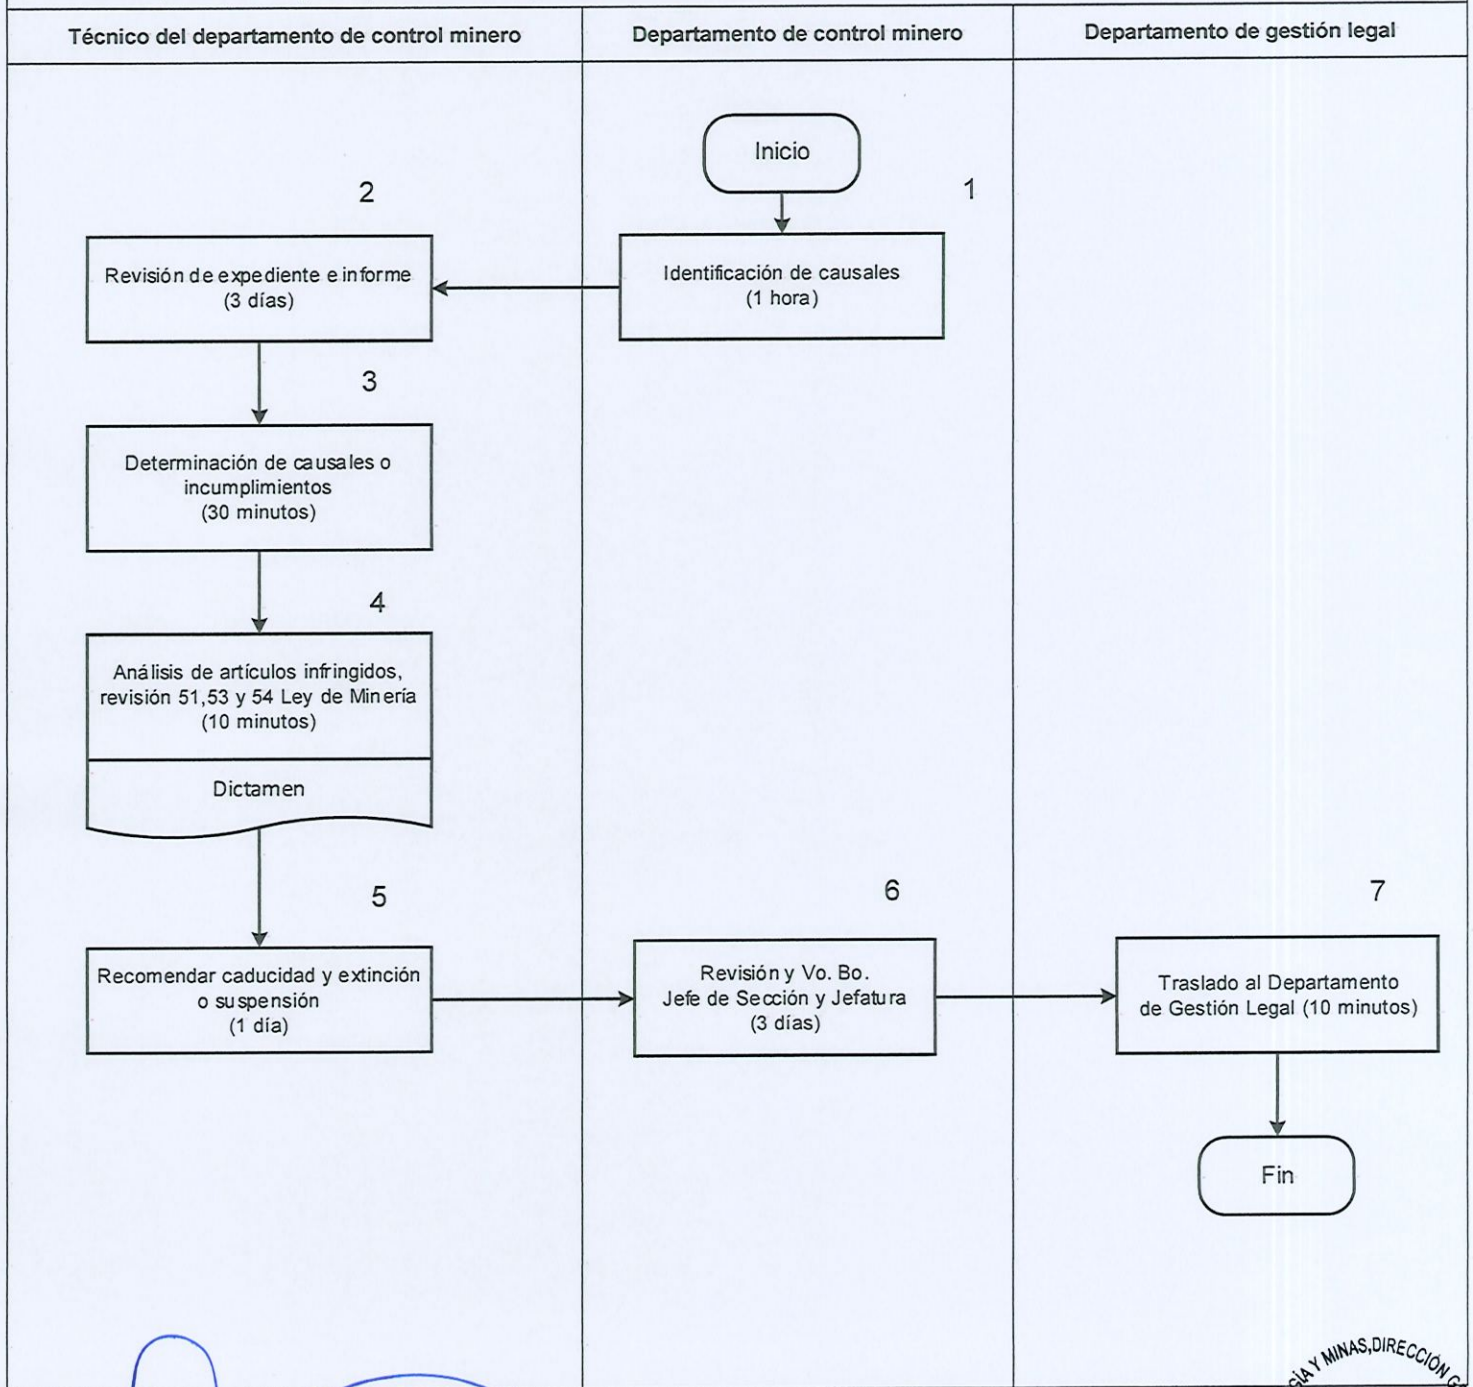 Técnico del departamento de control minero
Departamento de control minero
Departamento de gestión legal
Inicio
1
Identificación de causales
(1 hora)
2
Revisión de expediente e informe
(3 días)
3
Determinación de causales o
incumplimientos
(30 minutos)
4
Análisis de artículos infringidos,
revisión 51,53 y 54 Ley de Minería
(10 minutos)
Dictamen
5
Recomendar caducidad y extinción
o suspensión
(1 día)
6
Revisión y Vo. Bo.
Jefe de Sección y Jefatura
(3 días)
7
Traslado al Departamento
de Gestión Legal (10 minutos)
Fin
Y MINAS,DIRECCIÓN